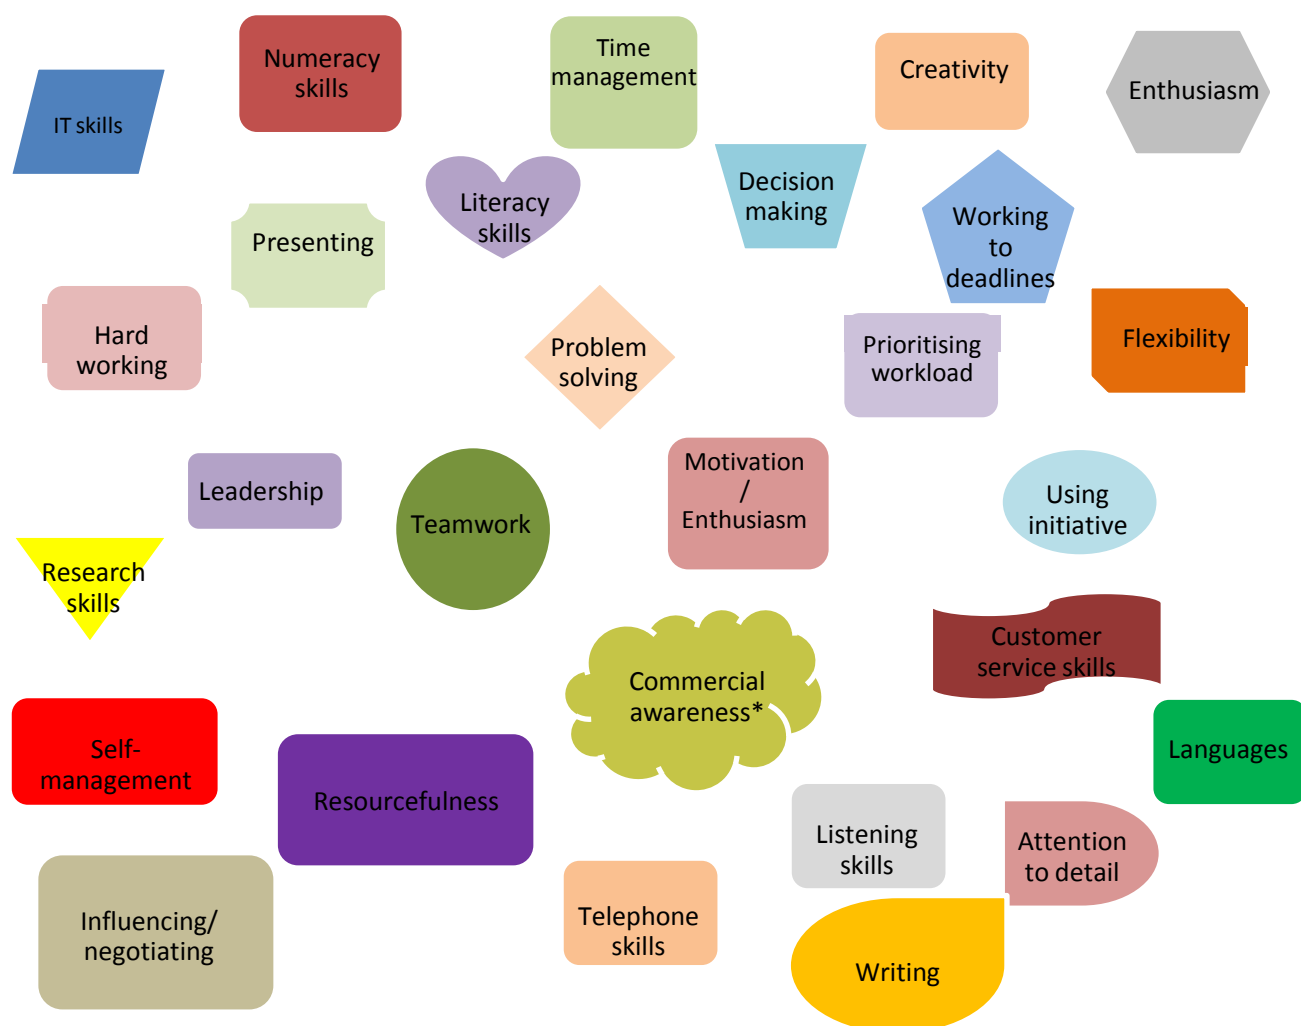 IT skills
Numeracy
skills
Time
management
Creativity
Enthusiasm
Literacy
skills
Decision
making
Working
to
deadlines
Presenting
Hard
working
Problem
solving
Prioritising
workload
Flexibility
Leadership
Teamwork
Motivation
/
Enthusiasm
Using
initiative
Research
skills
Customer
service skills
Commercial
awareness*
Self-
management
Resourcefulness
Languages
Listening
skills
Attention
to detail
Influencing/
negotiating
Telephone
skills
Writing